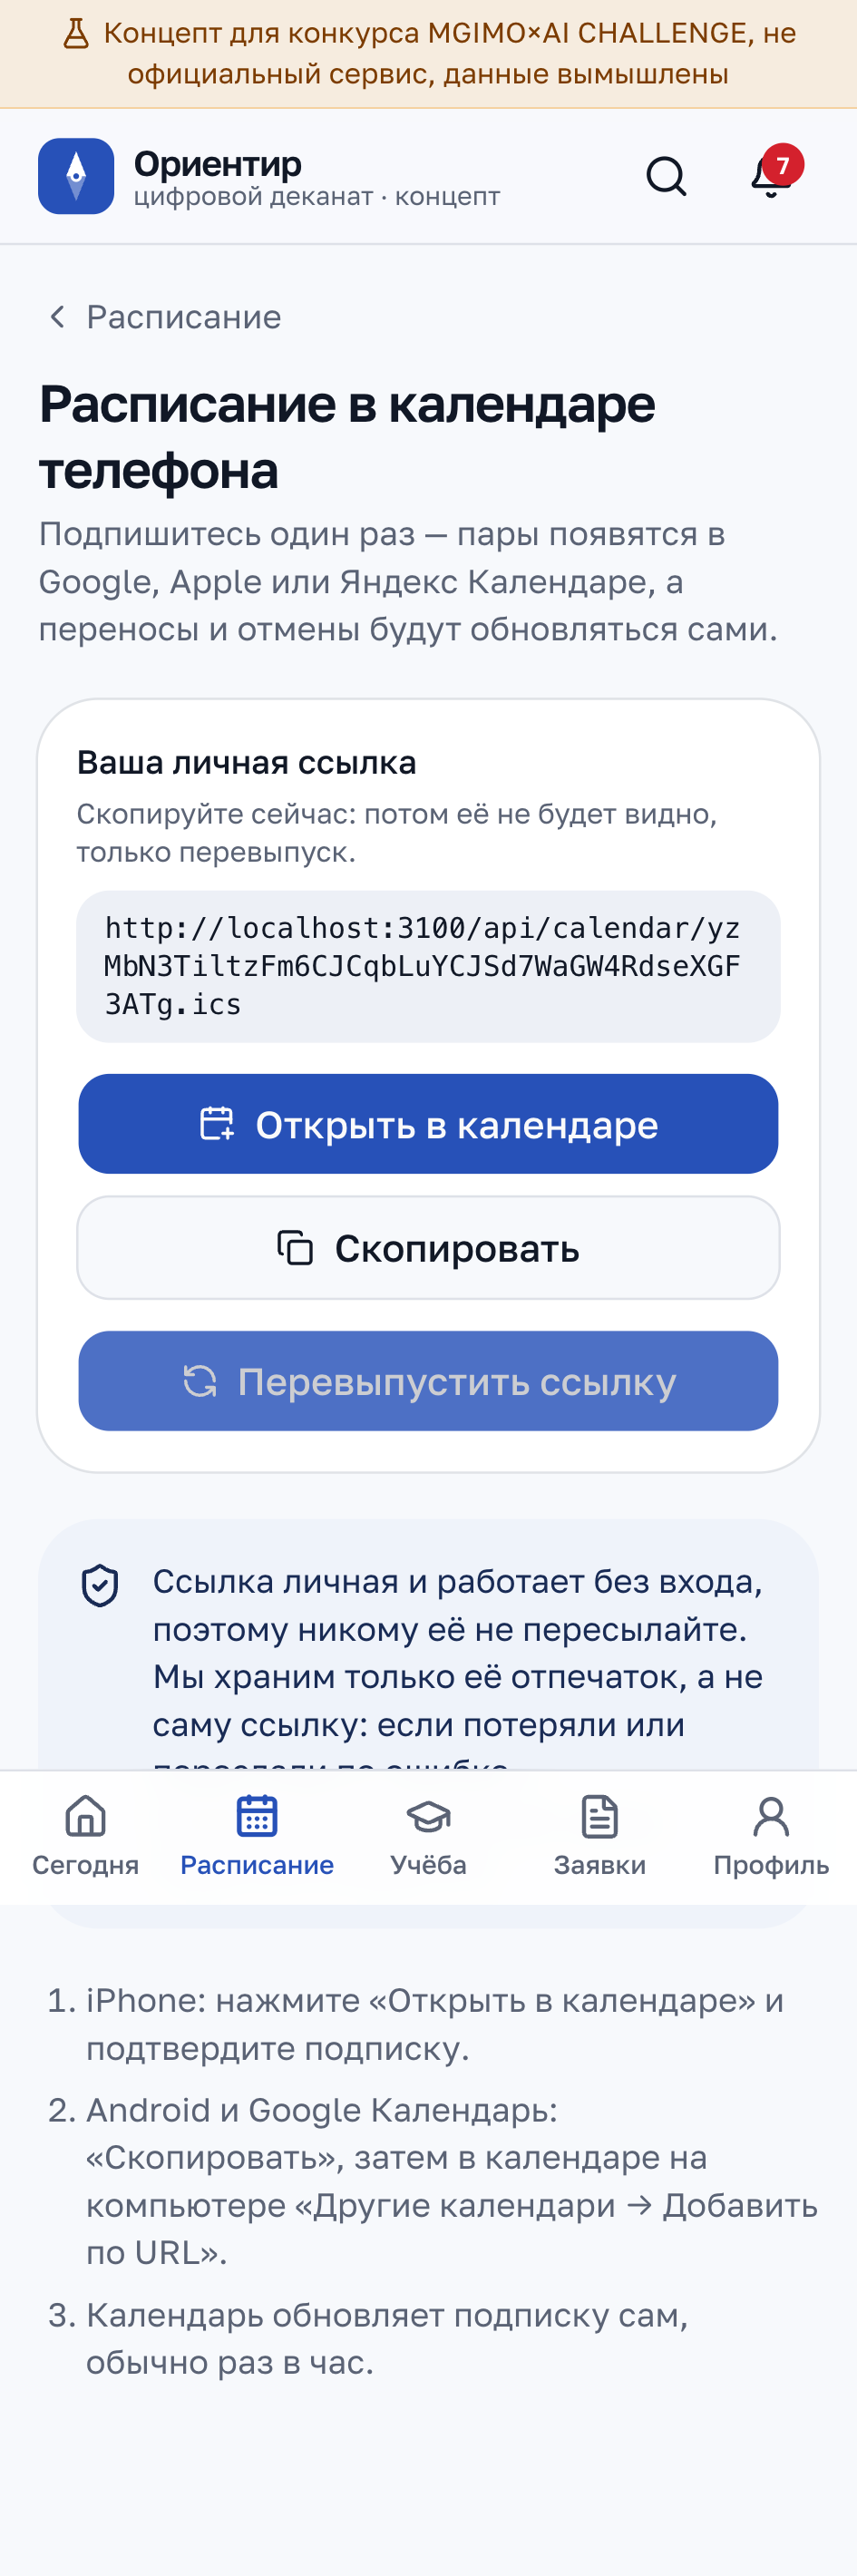 Концепт для конкурса MGIMO×AI CHALLENGE, не
официальный сервис, данные вымышлены
Ориентир
цифровой деканат · концепт
7
Расписание
Расписание в календаре
телефона
Подпишитесь один раз — пары появятся в
Google, Apple или Яндекс Календаре, а
переносы и отмены будут обновляться сами.
Ваша личная ссылка
Скопируйте сейчас: потом её не будет видно,
только перевыпуск.
http://localhost:3100/api/calendar/yz
MbN3TiltzFm6CJCqbLuYCJSd7WaGW4RdseXGF
3ATg.ics
Открыть в календаре
Скопировать
Перевыпустить ссылку
Ссылка личная и работает без входа,
поэтому никому её не пересылайте.
Мы храним только её отпечаток, а не
саму ссылку: если потеряли или
Сегодня
Расписание
Учёба
Заявки
Профиль
1. iPhone: нажмите «Открыть в календаре» и
подтвердите подписку.
2. Android и Google Календарь:
«Скопировать», затем в календаре на
компьютере «Другие календари → Добавить
по URL».
3. Календарь обновляет подписку сам,
обычно раз в час.